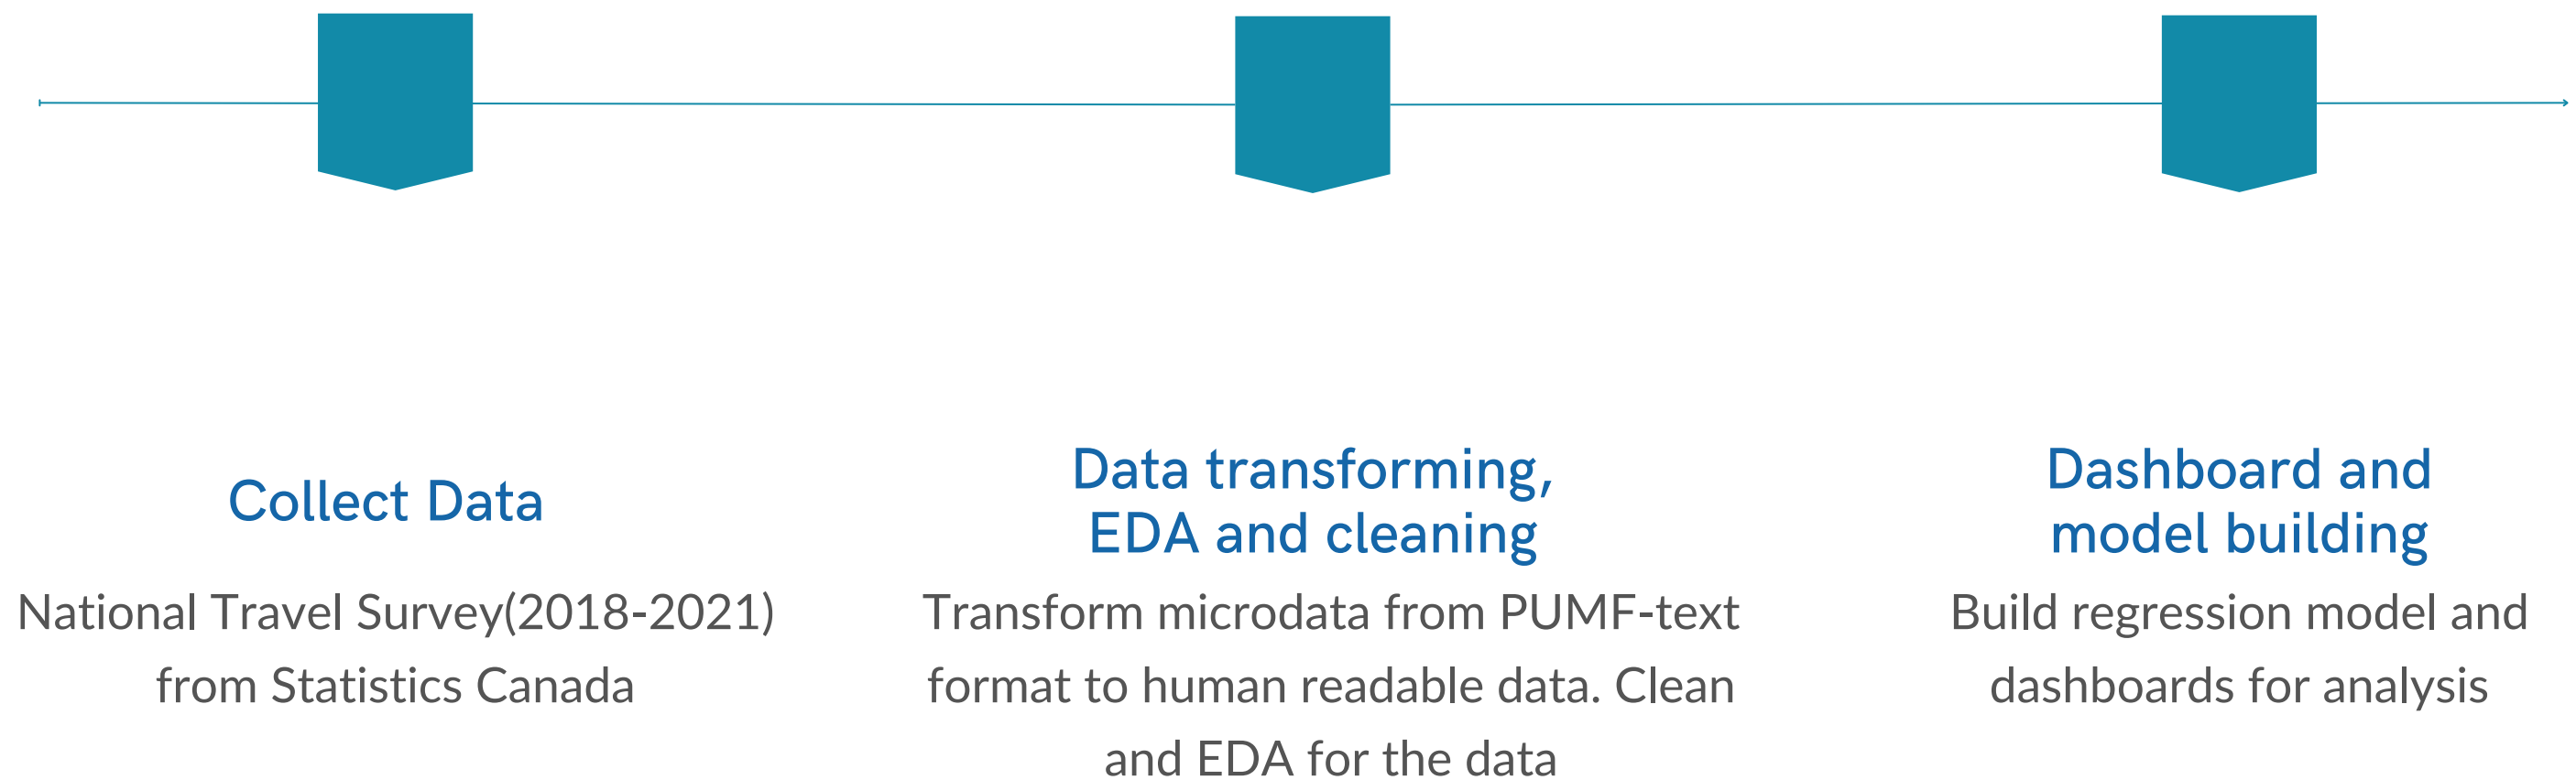 Collect Data
National Travel Survey(2018-2021)
from Statistics Canada
Data transforming,
EDA and cleaning
Transform microdata from PUMF-text
format to human readable data. Clean
and EDA for the data
Dashboard and
model building
Build regression model and
dashboards for analysis